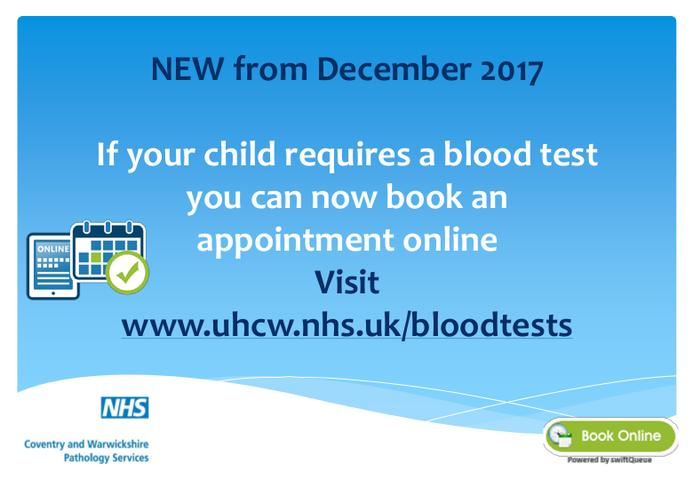 NEW from December 2017
If your child requires a blood test
you can now book an
appointment online
Visit
www.uhcw.nhs.uk/bloodtests
ONLINE
NHS
Coventry and Warwickshire
Pathology Services
Book Online
Powered by swiftQueue